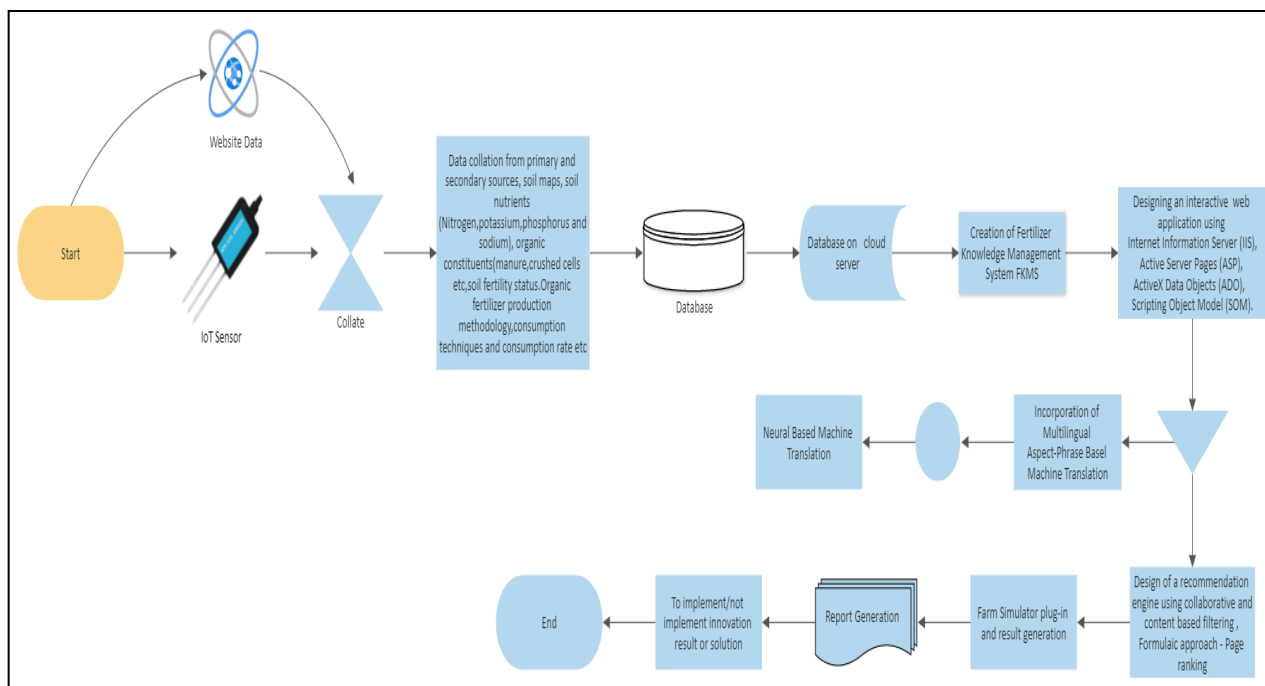 Website Data
Start
IoT Sensor
Collate
Data collation from primary and
secondary sources, soil maps, soil
nutrients
(Nitrogen,potassium,phosphorus and
sodium), organic
constituents(manure,crushed cells
etc,soil fertility status.Organic
fertilizer production
methodology,consumption
techniques and consumption rate etc
Database
Database on cloud
server
Creation of Fertilizer
Knowledge Management
System FKMS
Designing an interactive web
application using
Internet Information Server (IIS),
Active Server Pages (ASP),
ActiveX Data Objects (ADO),
Scripting Object Model (SOM).
Incorporation of
Multilingual
Aspect-Phrase Basel
Machine Translation
Neural Based Machine
Translation
Design of a recommendation
engine using collaborative and
content based filtering ,
Formulaic approach - Page
ranking
Farm Simulator plug-in
and result generation
Report Generation
To implement/not
implement innovation
result or solution
End